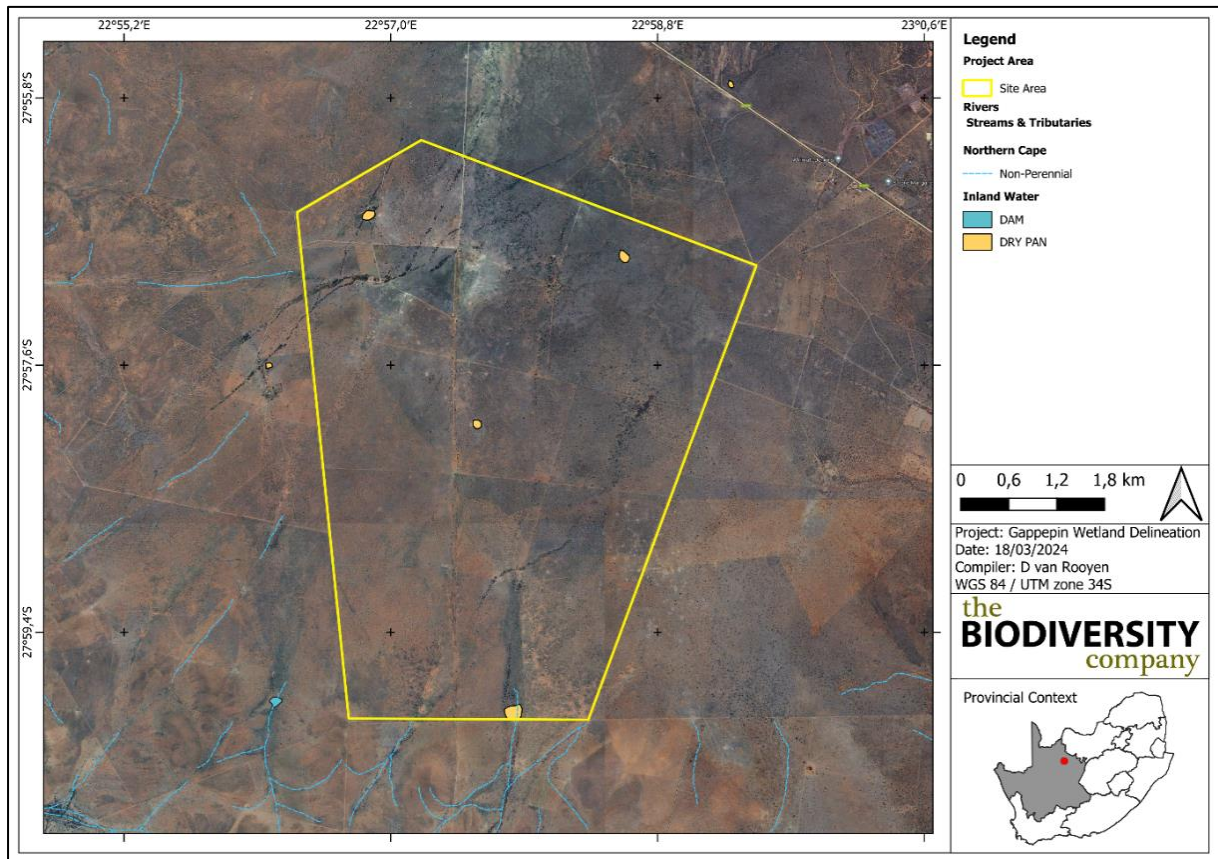 22°55,2′E
22°57,0′E
22°58,8′E
23°0,6′E
27°55,8′S
27°57,6′S
27°59,4′S
Legend
Project Area
Site Area
Rivers
Streams & Tributaries
Northern Cape
Non-Perennial
Inland Water
DAM
DRY PAN
0 0,6 1,2 1,8 km
Project: Gappepin Wetland Delineation
Date: 18/03/2024
Compiler: D van Rooyen
WGS 84 / UTM zone 34S
the
BIODIVERSITY
company
Provincial Context